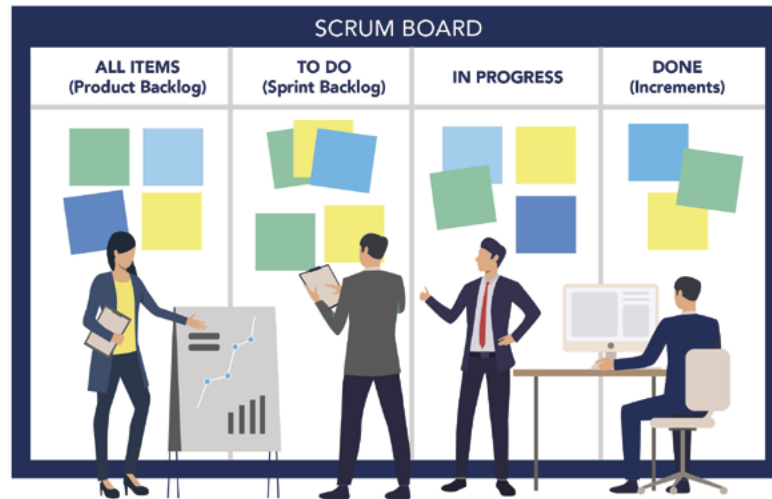 SCRUM BOARD
ALL ITEMS
(Product Backlog)
TO DO
(Sprint Backlog)
IN PROGRESS
DONE
(Increments)